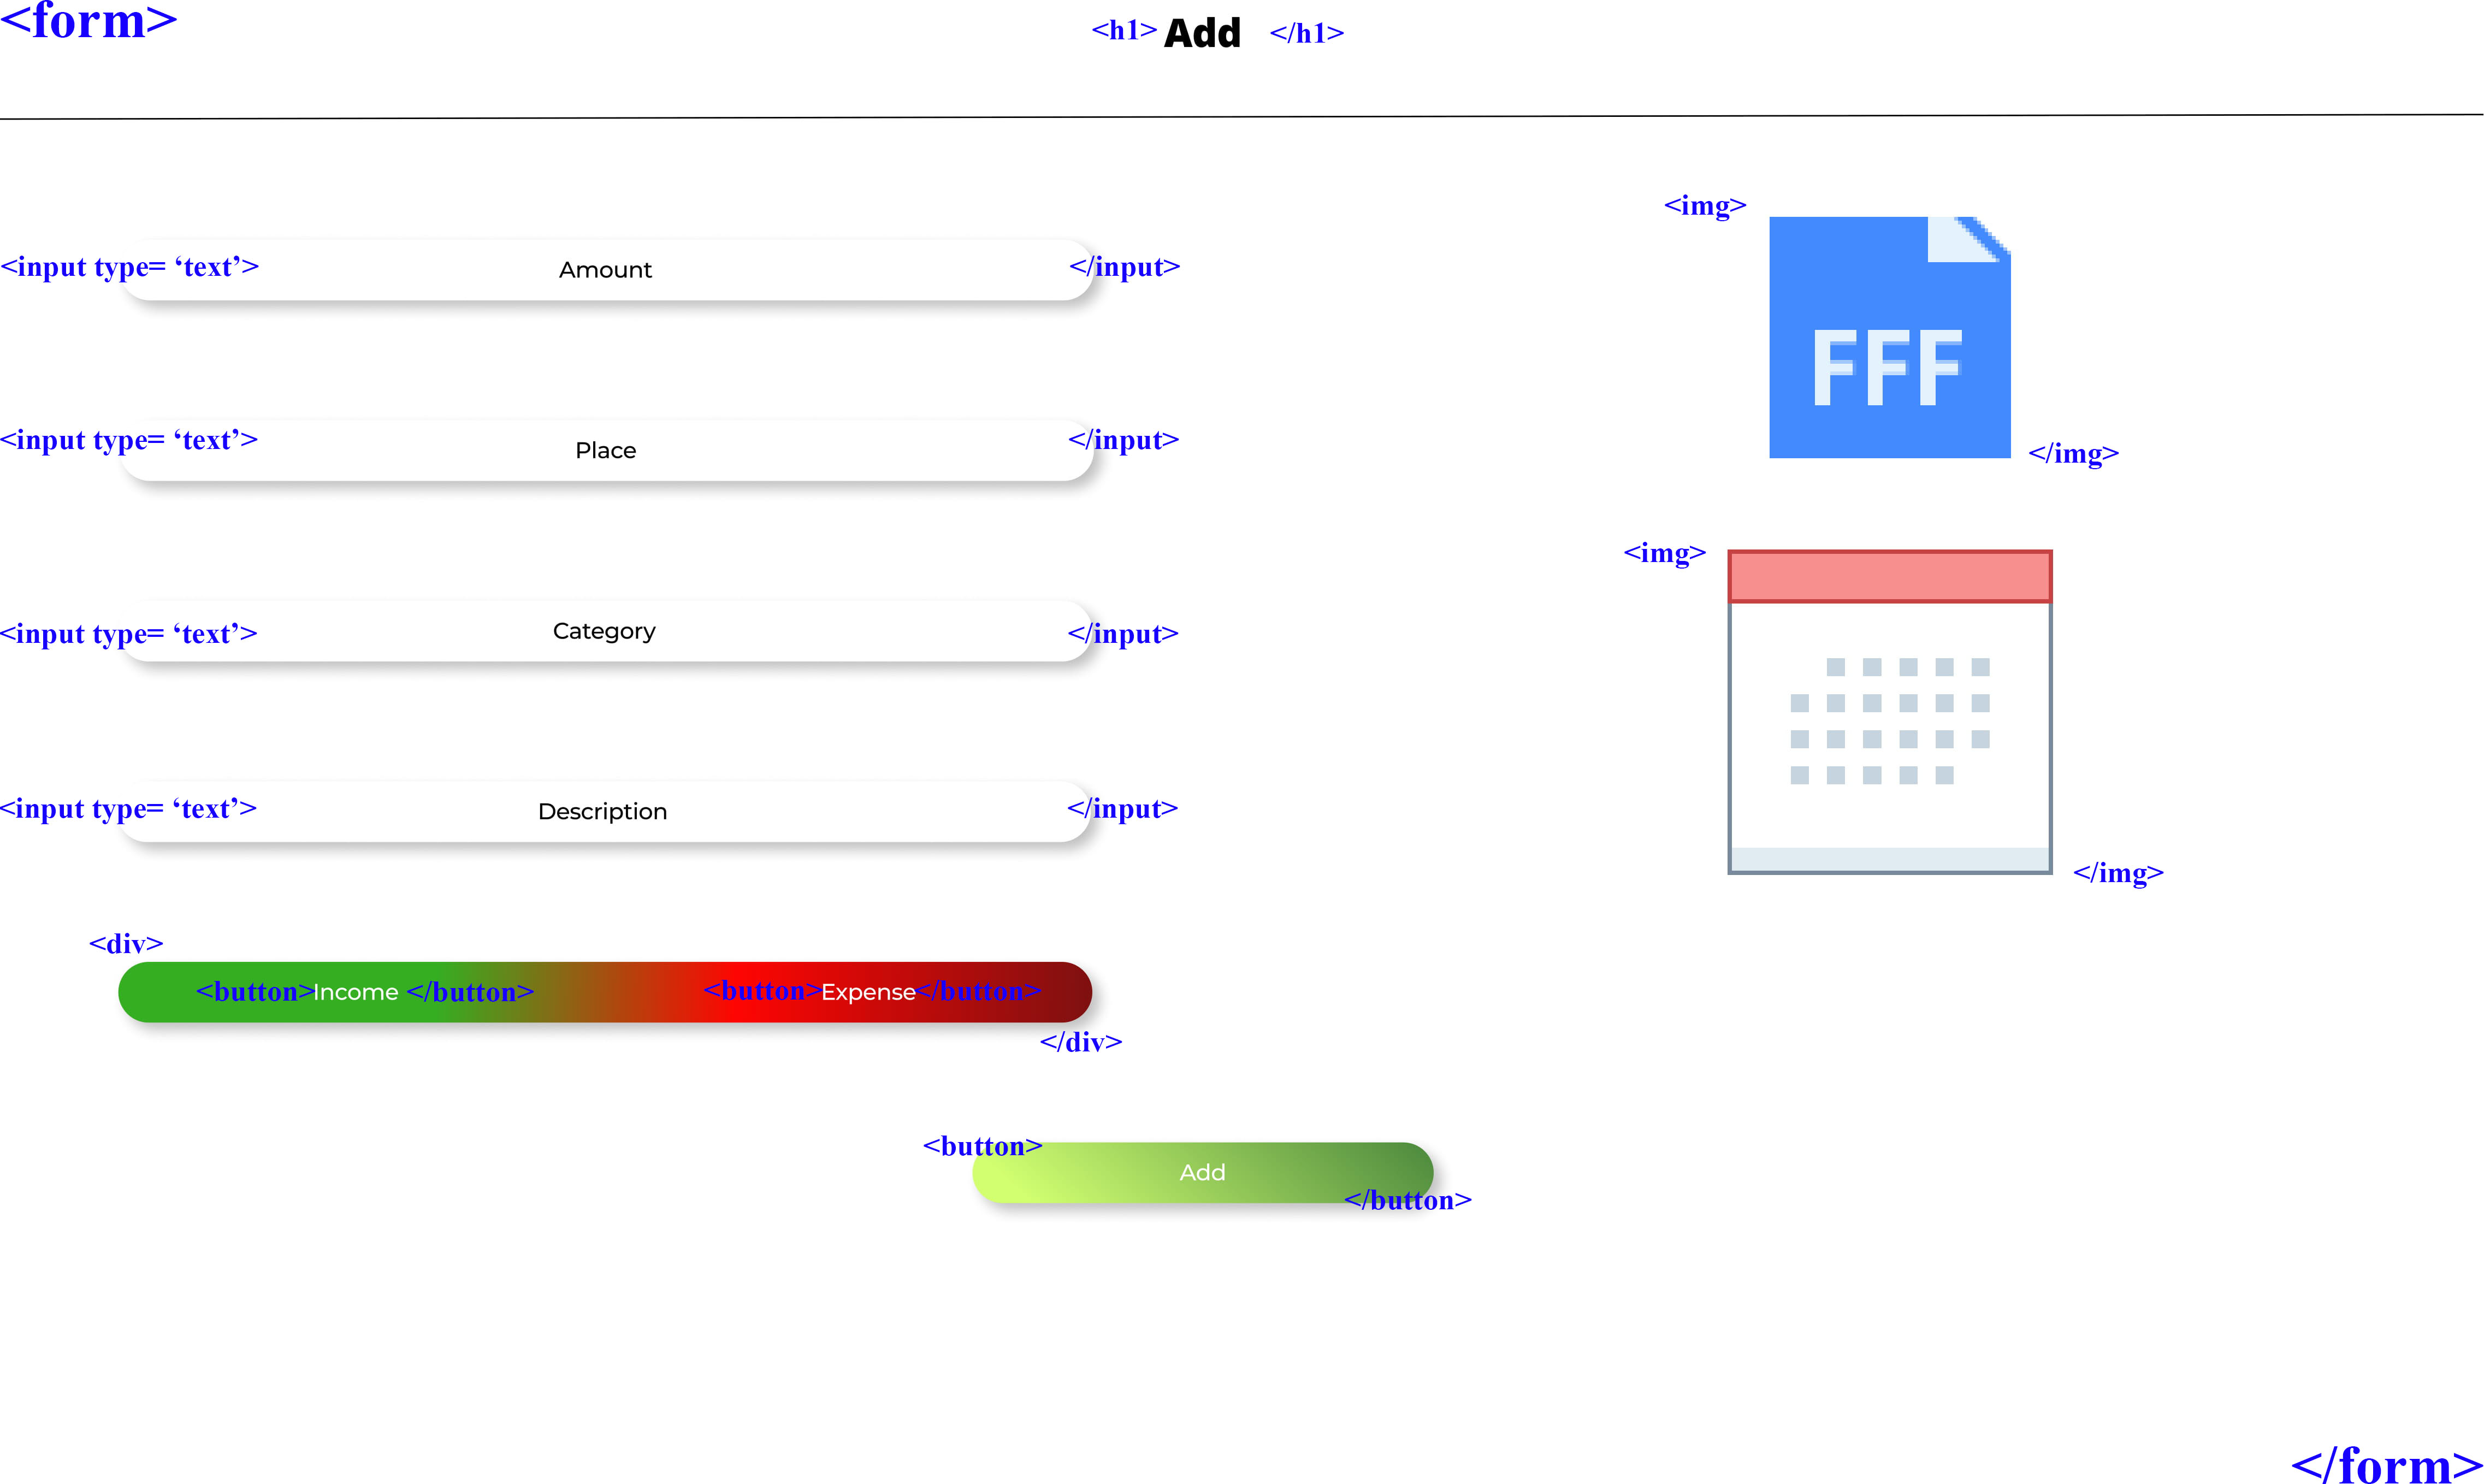 <form>
<h1> Add </h1>
<img>
FFF
</img>
<input type= ‘text’> Amount </input>
<input type= ‘text’> Place </input>
<img>
</img>
<input type= ‘text’> Category </input>
<input type= ‘text’> Description </input>
<div>
<button>Income </button> <button>Expense</button>
</div>
<button>
Add
</button>
</form>